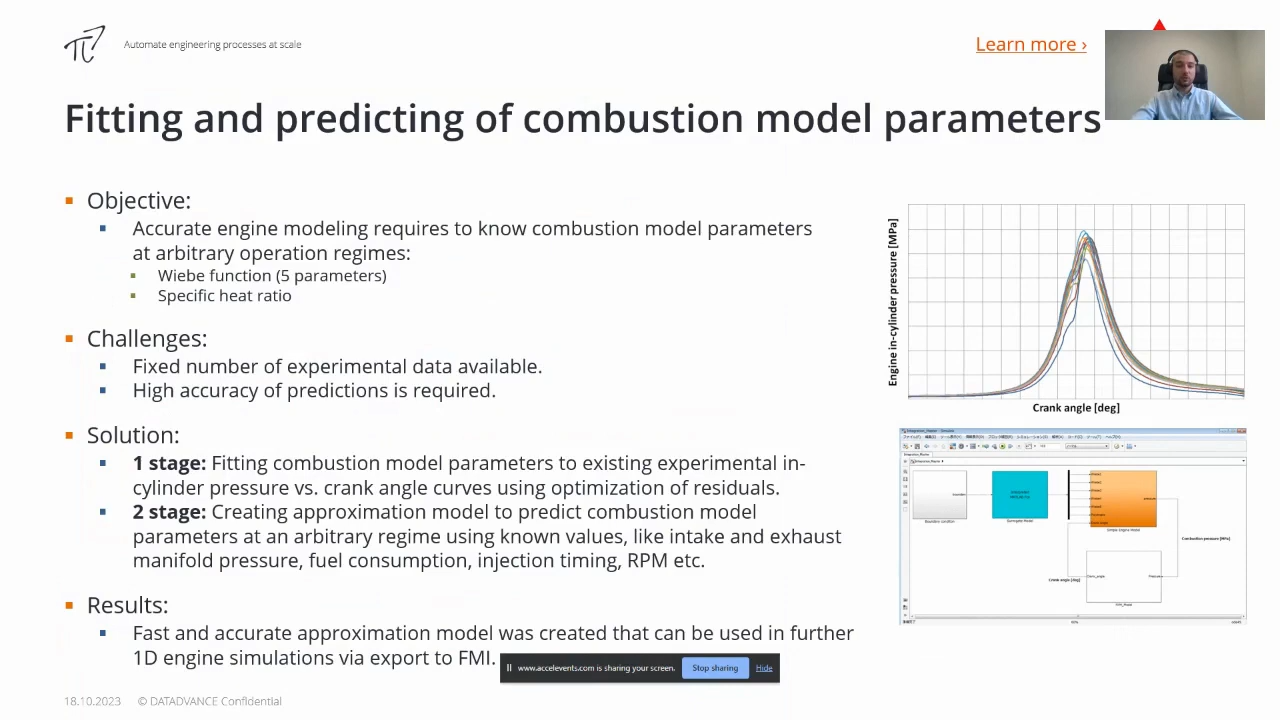 Automate engineering processes at scale
Learn more ›
Fitting and predicting of combustion model parameters
Objective:
Accurate engine modeling requires to know combustion model parameters
at arbitrary operation regimes:
Wiebe function (5 parameters)
Specific heat ratio
Challenges:
Fixed number of experimental data available.
High accuracy of predictions is required.
Solution:
1 stage: Fitting combustion model parameters to existing experimental in-
cylinder pressure vs. crank angle curves using optimization of residuals.
2 stage: Creating approximation model to predict combustion model
parameters at an arbitrary regime using known values, like intake and exhaust
manifold pressure, fuel consumption, injection timing, RPM etc.
Results:
Fast and accurate approximation model was created that can be used in further
1D engine simulations via export to FMI.
Engine in-cylinder pressure [MPa]
Crank angle [deg]
Boundary condition
Surrogate Model
Simple Engine Model
Combustion pressure [MPa]
Crank angle [deg]
www.accelevents.com is sharing your screen.
Stop sharing
Hide
18.10.2023
© DATADVANCE Confidential